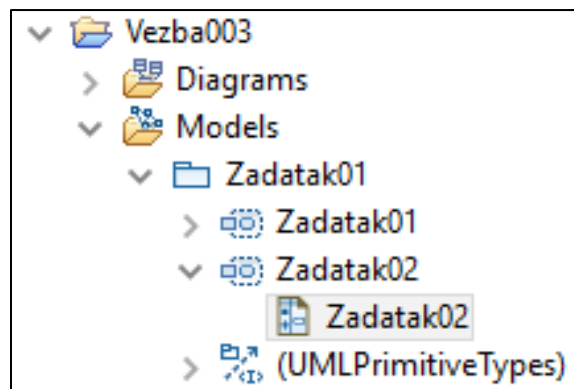 Vezba003
Diagrams
Models
Zadatak01
Zadatak01
Zadatak02
Zadatak02
(UMLPrimitiveTypes)